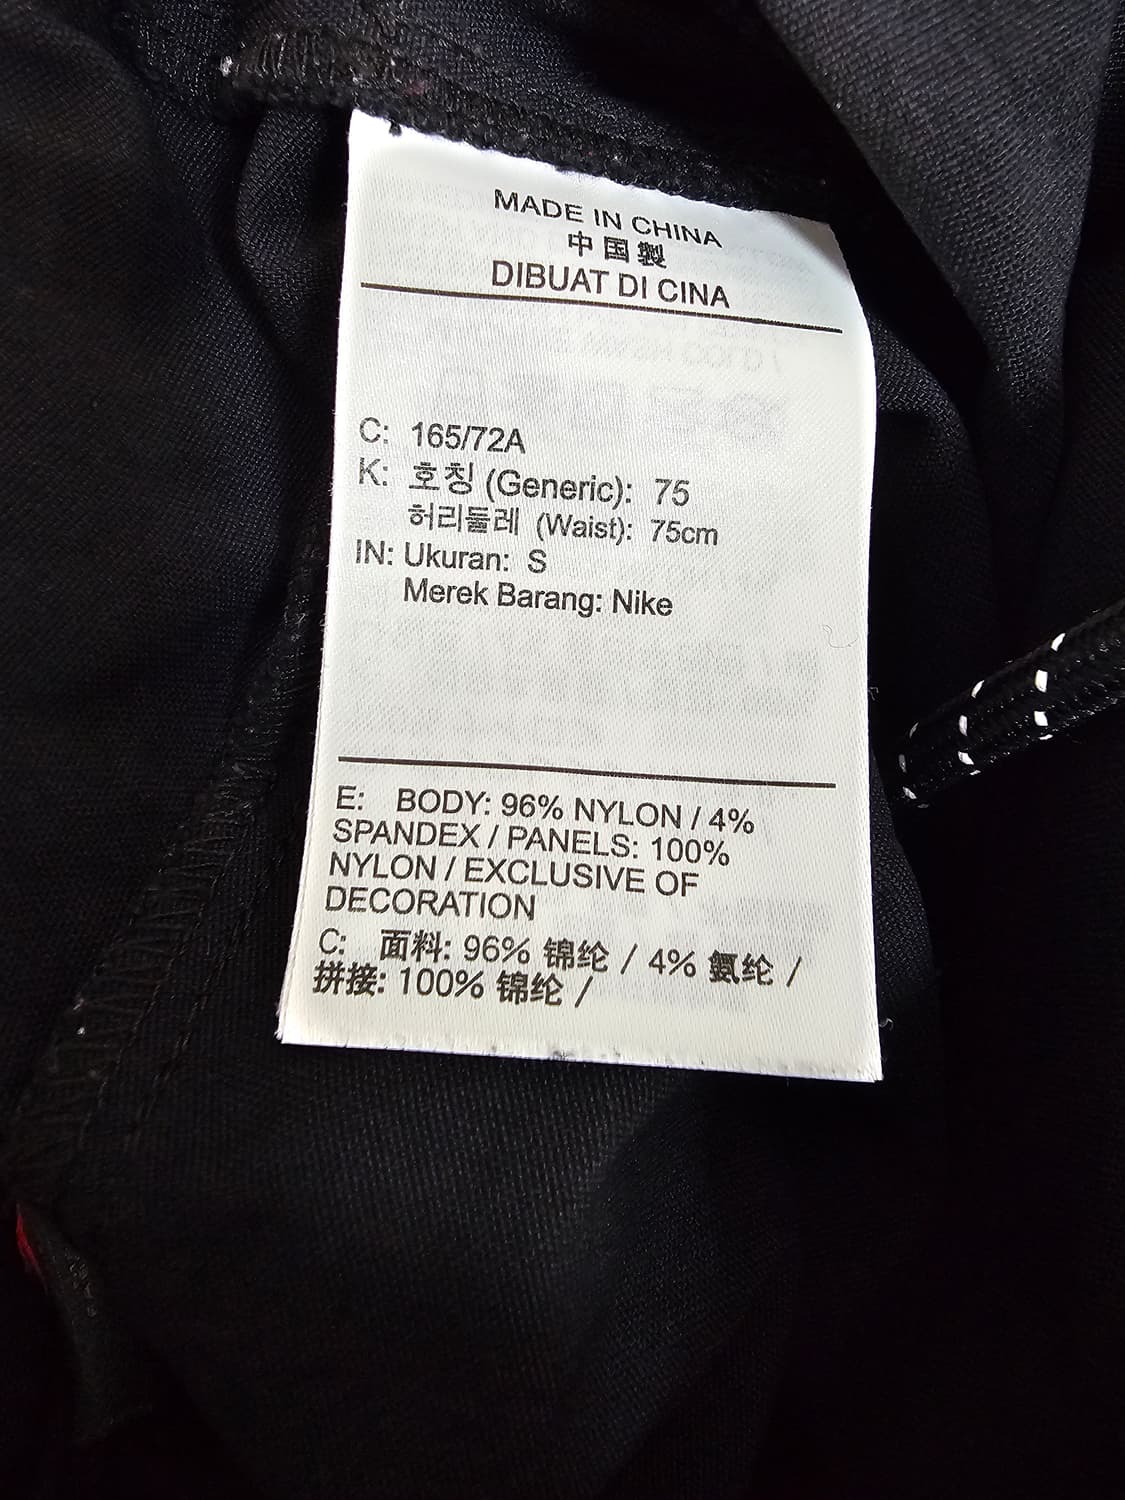 MADE IN CHINA
中国製
DIBUAT DI CINA
C: 165/72A
K: 호칭 (Generic): 75
허리둘레 (Waist): 75cm
IN: Ukuran: S
Merek Barang: Nike
E: BODY: 96% NYLON / 4%
SPANDEX / PANELS: 100%
NYLON / EXCLUSIVE OF
DECORATION
C: 面料: 96% 锦纶 / 4% 氨纶 /
拼接: 100% 锦纶 /